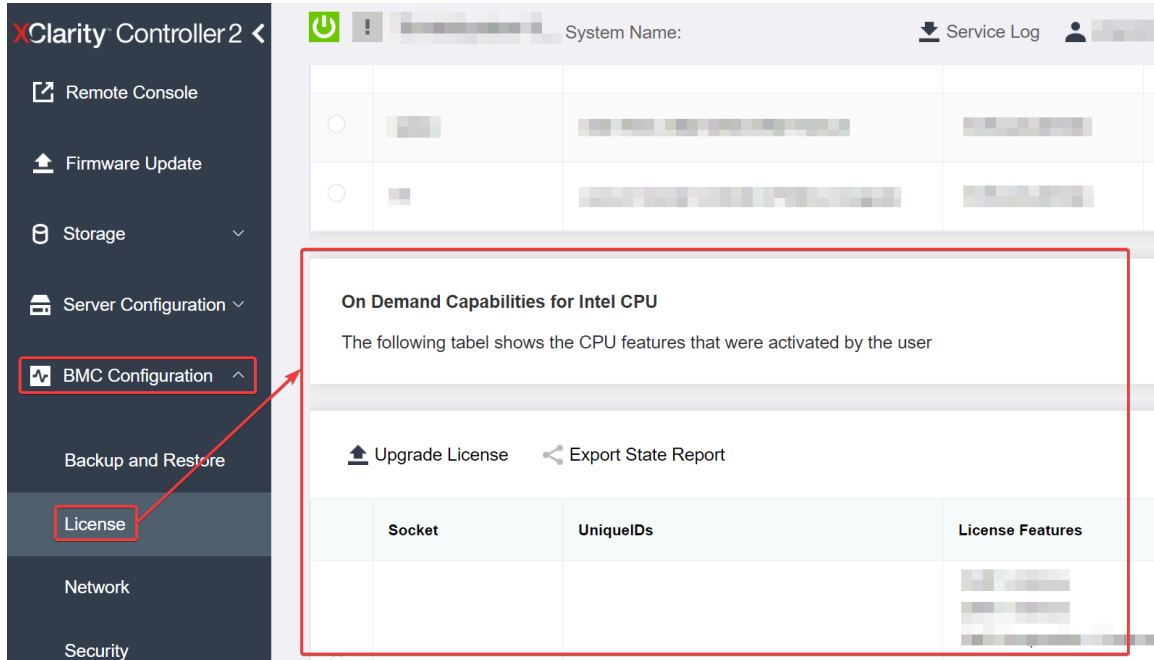 XClarity Controller 2
System Name:
Service Log
Remote Console
Firmware Update
Storage
Server Configuration
On Demand Capabilities for Intel CPU
The following tabel shows the CPU features that were activated by the user
BMC Configuration
Backup and Restore
Upgrade License
Export State Report
License
Socket
UniqueIDs
License Features
Network
Security